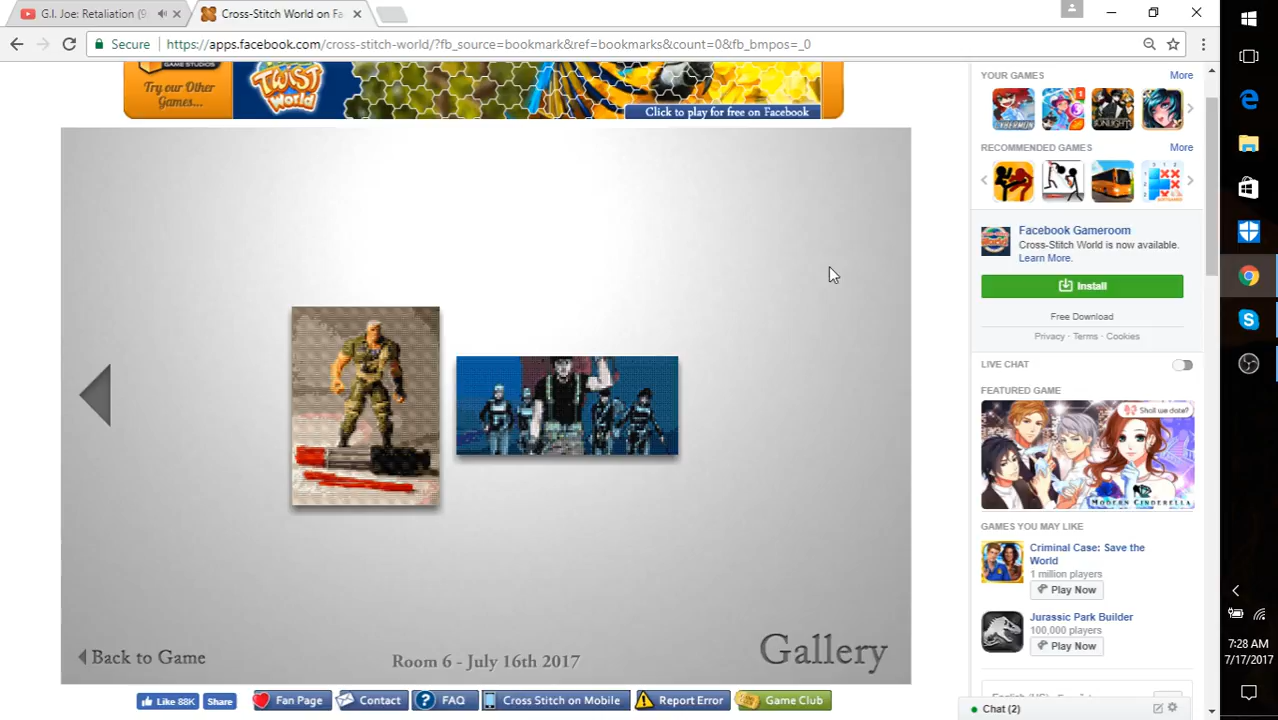 G.I. Joe: Retaliation (9
Cross-Stitch World on Fa
Secure
https://apps.facebook.com/cross-stitch-world/?fb_source=bookmark&ref=bookmarks&count=0&fb_bmpos=_0
GAME STUDIOS
Try our Other
Games...
TWIST
World
Click to play for free on Facebook
YOUR GAMES
More
1
RECOMMENDED GAMES
More
Facebook Gameroom
Cross-Stitch World is now available.
Learn More.
Install
Free Download
Privacy · Terms · Cookies
LIVE CHAT
FEATURED GAME
Shall we date?
MODERN CINDERELLA
GAMES YOU MAY LIKE
Criminal Case: Save the
World
1 million players
Play Now
Jurassic Park Builder
100,000 players
Play Now
Back to Game
Room 6 - July 16th 2017
Gallery
Like 88K
Share
Fan Page
Contact
FAQ
Cross Stitch on Mobile
Report Error
Game Club
Chat (2)
7:28 AM
7/17/2017